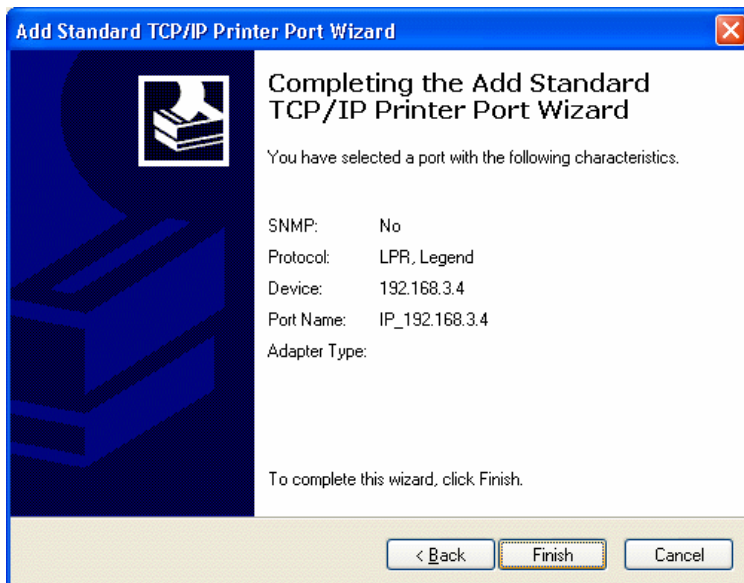 Add Standard TCP/IP Printer Port Wizard
Completing the Add Standard
TCP/IP Printer Port Wizard
You have selected a port with the following characteristics.
SNMP: No
Protocol: LPR, Legend
Device: 192.168.3.4
Port Name: IP_192.168.3.4
Adapter Type:
To complete this wizard, click Finish.
< Back Finish Cancel